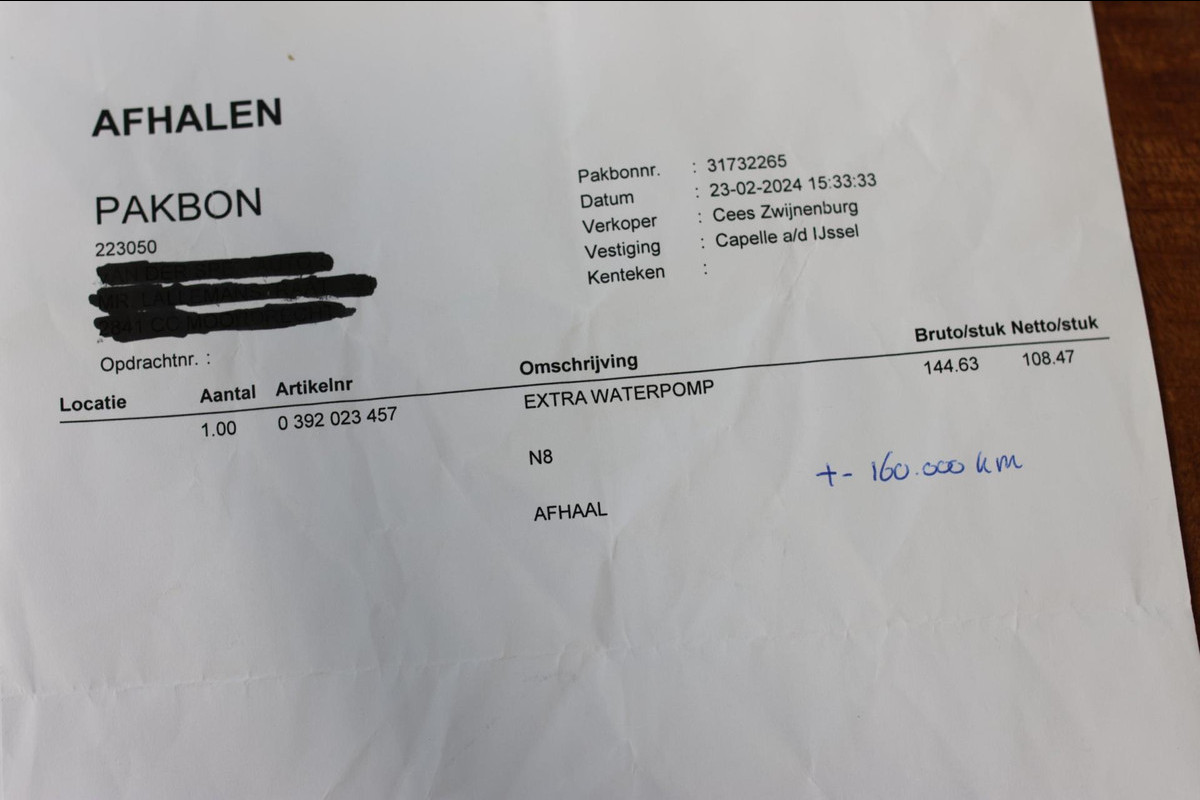 AFHALEN
PAKBON
223050
Opdrachtnr. :
Pakbonnr. : 31732265
Datum : 23-02-2024 15:33:33
Verkoper : Cees Zwijnenburg
Vestiging : Capelle a/d IJssel
Kenteken :
Locatie Aantal Artikelnr Omschrijving Bruto/stuk Netto/stuk
1.00 0 392 023 457 EXTRA WATERPOMP 144.63 108.47
N8
+- 160.000 km
AFHAAL